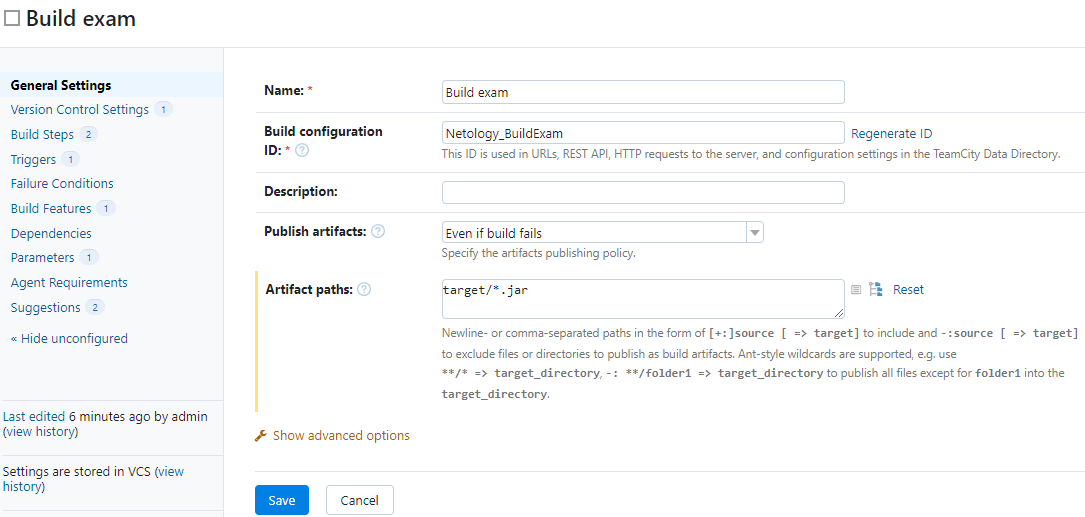 Build exam
General Settings
Version Control Settings 1
Build Steps 2
Triggers 1
Failure Conditions
Build Features 1
Dependencies
Parameters 1
Agent Requirements
Suggestions 2
« Hide unconfigured
Last edited 6 minutes ago by admin
(view history)
Settings are stored in VCS (view
history)
Name: *
Build exam
Build configuration
ID: * ?
Netology_BuildExam
Regenerate ID
This ID is used in URLs, REST API, HTTP requests to the server, and configuration settings in the TeamCity Data Directory.
Description:
Publish artifacts: ?
Even if build fails
Specify the artifacts publishing policy.
Artifact paths: ?
target/*.jar
Reset
Newline- or comma-separated paths in the form of [+:]source [ => target] to include and -:source [ => target]
to exclude files or directories to publish as build artifacts. Ant-style wildcards are supported, e.g. use
**/* => target_directory, -: **/folder1 => target_directory to publish all files except for folder1 into the
target_directory.
Show advanced options
Save
Cancel